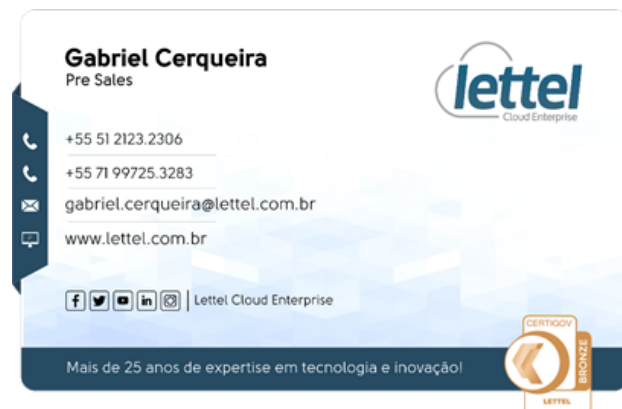 Gabriel Cerqueira
Pre Sales
lettel
Cloud Enterprise
+55 51 2123.2306
+55 71 99725.3283
gabriel.cerqueira@lettel.com.br
www.lettel.com.br
Lettel Cloud Enterprise
Mais de 25 anos de expertise em tecnologia e inovação!
CERTIGOV
BRONZE
LETTEL